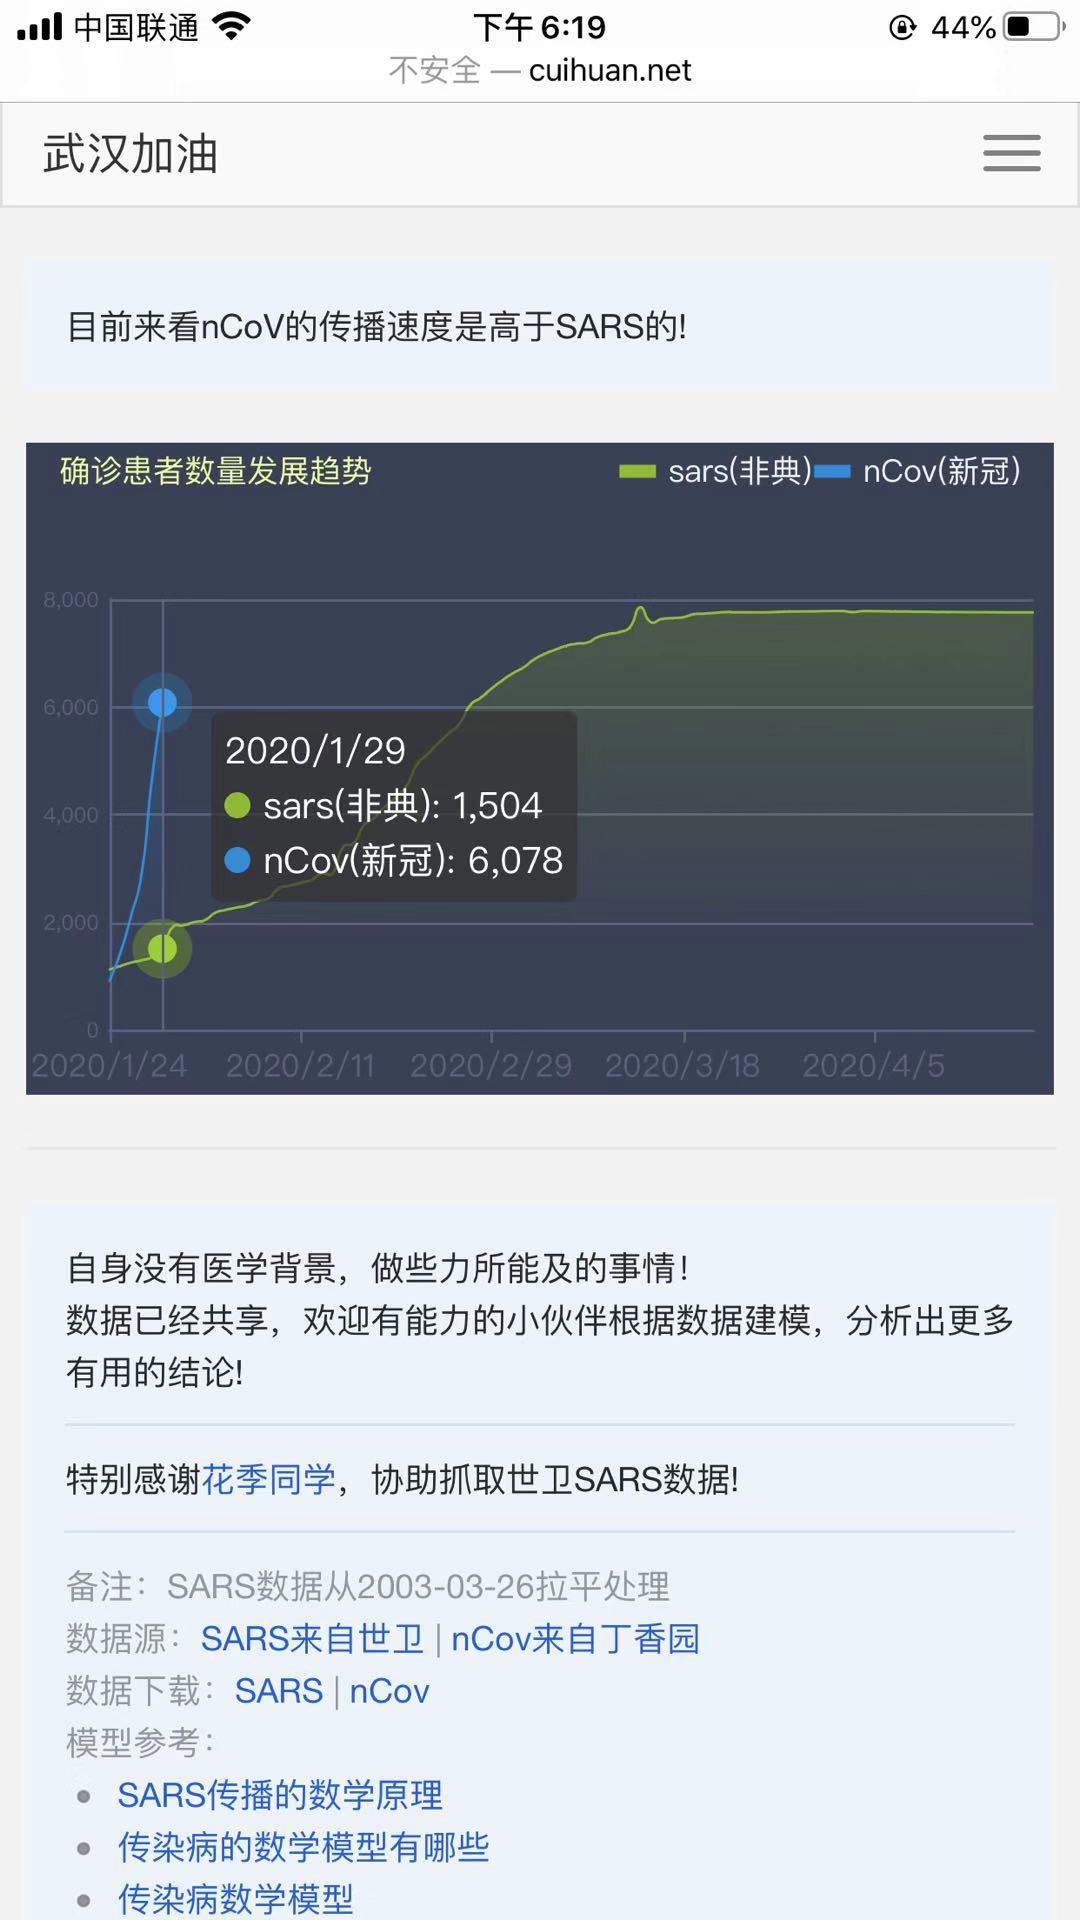 中国联通
下午6:19
44%
不安全 — cuihuan.net
武汉加油
目前来看nCoV的传播速度是高于SARS的!
确诊患者数量发展趋势
sars(非典)
nCov(新冠)
8,000
6,000
4,000
2,000
0
2020/1/29
sars(非典): 1,504
nCov(新冠): 6,078
2020/1/24
2020/2/11
2020/2/29
2020/3/18
2020/4/5
自身没有医学背景，做些力所能及的事情！
数据已经共享，欢迎有能力的小伙伴根据数据建模，分析出更多
有用的结论!
特别感谢花季同学，协助抓取世卫SARS数据!
备注：SARS数据从2003-03-26拉平处理
数据源：SARS来自世卫 | nCov来自丁香园
数据下载：SARS | nCov
模型参考：
SARS传播的数学原理
传染病的数学模型有哪些
传染病数学模型